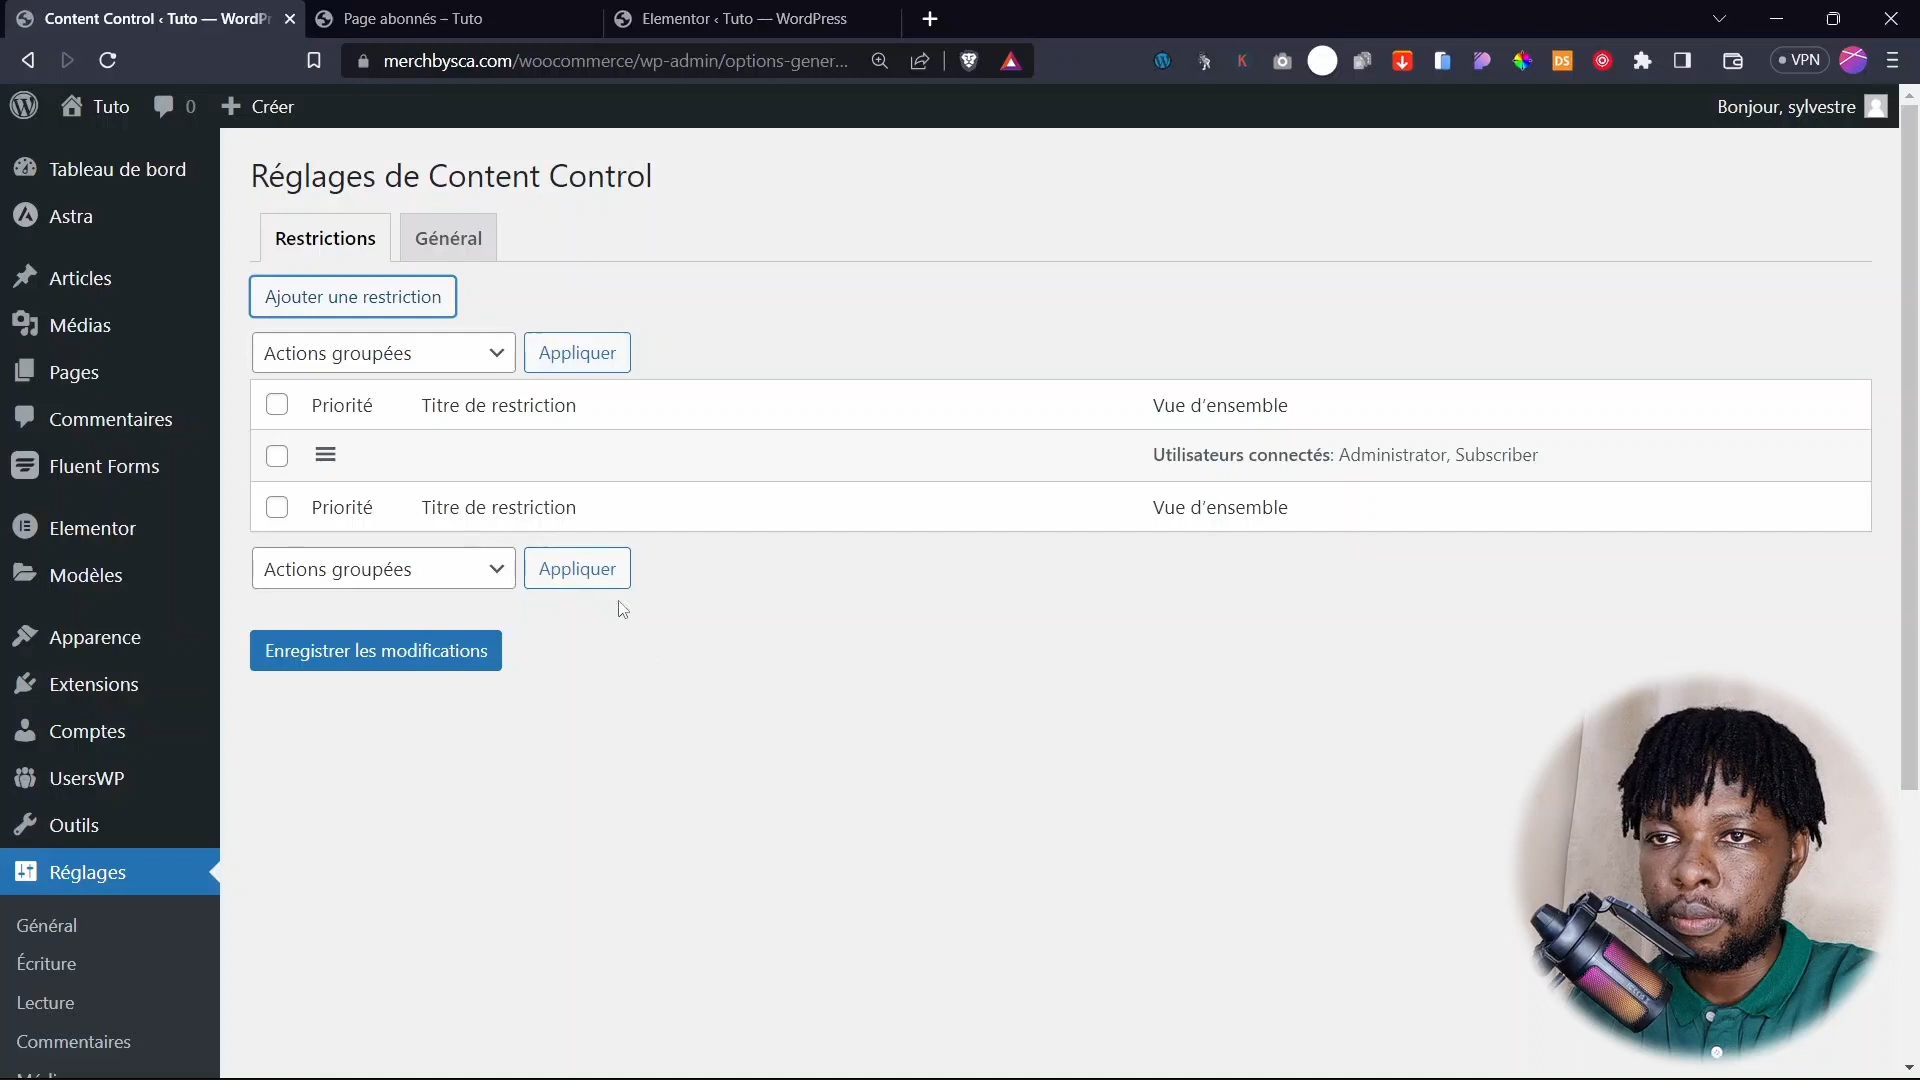 Content Control ‹ Tuto — WordPr
Page abonnés – Tuto
Elementor ‹ Tuto — WordPress
merchbysca.com/woocommerce/wp-admin/options-gener...
K
DS
VPN
Tuto
0
Créer
Bonjour, sylvestre
Tableau de bord
Astra
Articles
Médias
Pages
Commentaires
Fluent Forms
Elementor
Modèles
Apparence
Extensions
Comptes
UsersWP
Outils
Réglages
Général
Écriture
Lecture
Commentaires
Réglages de Content Control
Restrictions
Général
Ajouter une restriction
Actions groupées
Appliquer
Priorité
Titre de restriction
Vue d’ensemble
Utilisateurs connectés: Administrator, Subscriber
Priorité
Titre de restriction
Vue d’ensemble
Actions groupées
Appliquer
Enregistrer les modifications